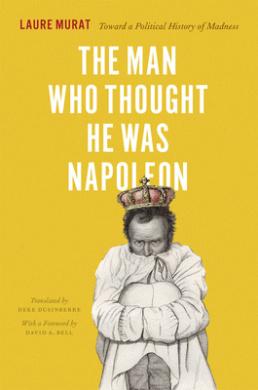 LAURE MURAT Toward a Political History of Madness
THE MAN
WHO THOUGHT
HE WAS
NAPOLEON
Translated by
DEKE DUSINBERRE
With a Foreword by
DAVID A. BELL